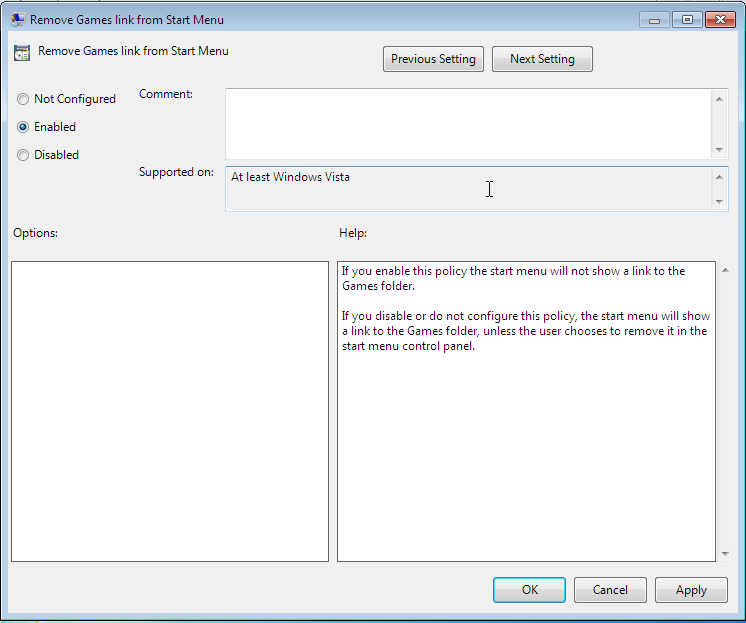 Remove Games link from Start Menu
Remove Games link from Start Menu
Previous Setting
Next Setting
Not Configured
Comment:
Enabled
Disabled
Supported on:
At least Windows Vista
Options:
Help:
If you enable this policy the start menu will not show a link to the
Games folder.
If you disable or do not configure this policy, the start menu will show
a link to the Games folder, unless the user chooses to remove it in the
start menu control panel.
OK
Cancel
Apply